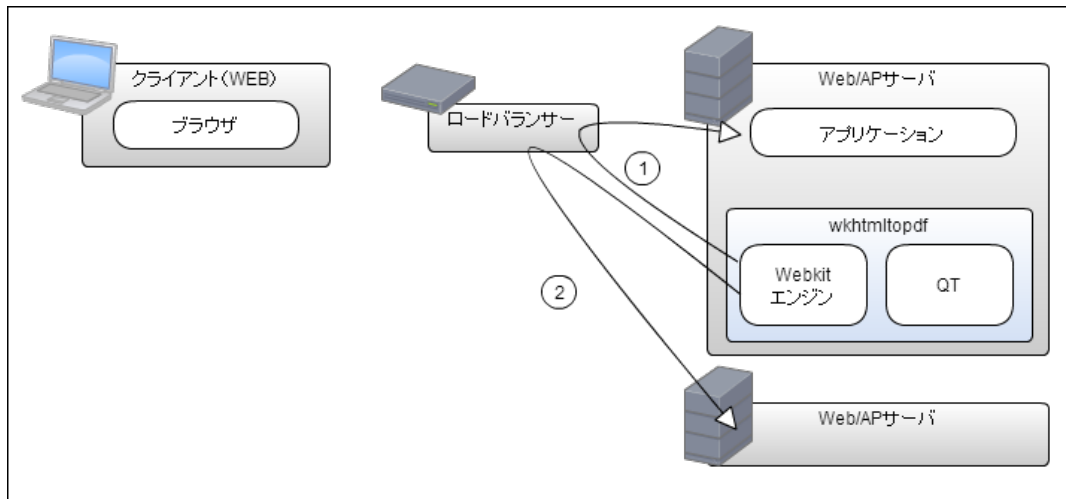 クライアント(WEB)
ブラウザ
ロードバランサー
Web/APサーバ
アプリケーション
1
wkhtmltopdf
Webkit
エンジン
QT
2
Web/APサーバ